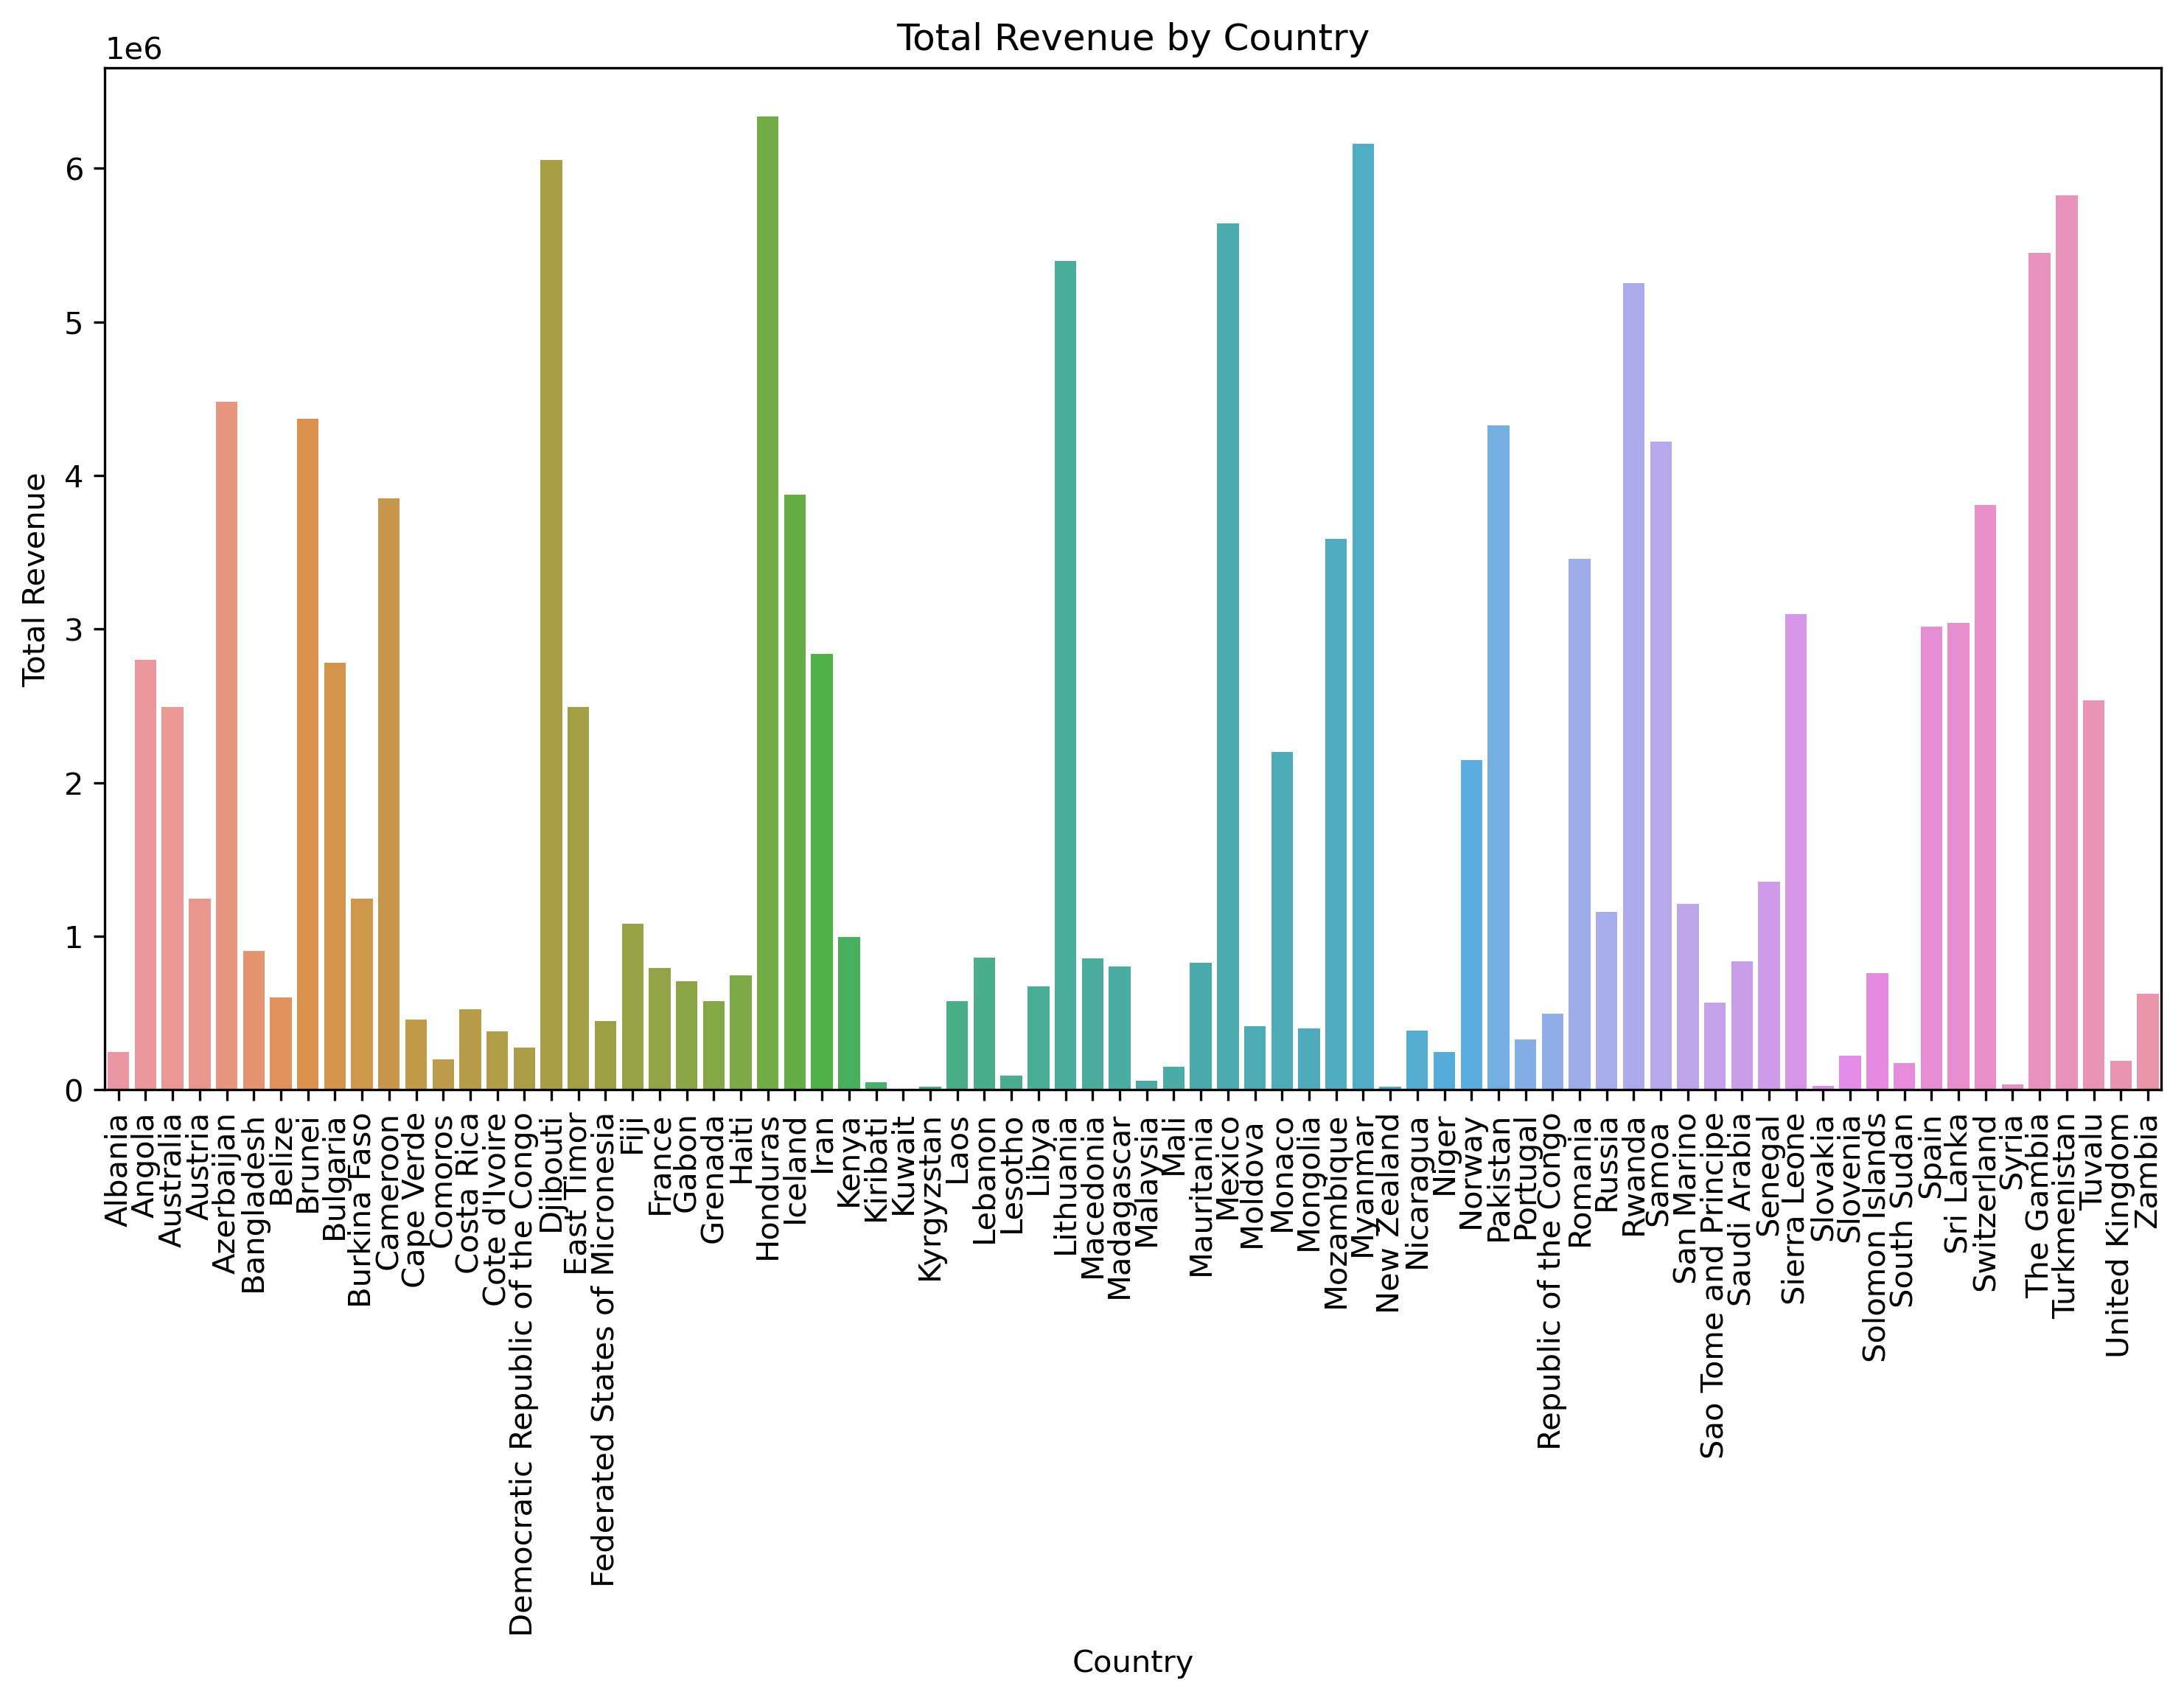 Total Revenue by Country
1e6
6
5
4
3
2
1
0
Total Revenue
Albania
Angola
Australia
Austria
Azerbaijan
Bangladesh
Belize
Brunei
Bulgaria
Burkina Faso
Cameroon
Cape Verde
Comoros
Costa Rica
Cote d'Ivoire
Democratic Republic of the Congo
Djibouti
East Timor
Federated States of Micronesia
Fiji
France
Gabon
Grenada
Haiti
Honduras
Iceland
Iran
Kenya
Kiribati
Kuwait
Kyrgyzstan
Laos
Lebanon
Lesotho
Libya
Lithuania
Macedonia
Madagascar
Malaysia
Mali
Mauritania
Mexico
Moldova
Monaco
Mongolia
Mozambique
Myanmar
New Zealand
Nicaragua
Niger
Norway
Pakistan
Portugal
Republic of the Congo
Romania
Russia
Rwanda
Samoa
San Marino
Sao Tome and Principe
Saudi Arabia
Senegal
Sierra Leone
Slovakia
Slovenia
Solomon Islands
South Sudan
Spain
Sri Lanka
Switzerland
Syria
The Gambia
Turkmenistan
Tuvalu
United Kingdom
Zambia
Country